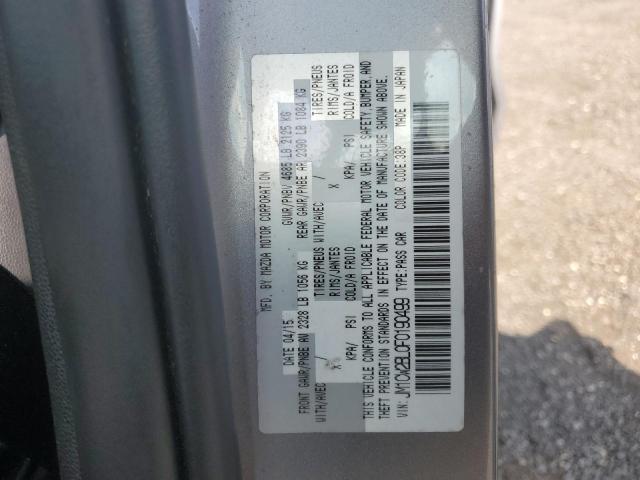 MFD. BY MAZDA MOTOR CORPORATION
DATE 04/15 GVWR/PNBV 4685 LB 2125 KG
FRONT GAWR/PNBE AV 2328 LB 1056 KG REAR GAWR/PNBE AR 2390 LB 1084 KG
WITH/AVEC TIRES/PNEUS WITH/AVEC TIRES/PNEUS
/ RIMS/JANTES / RIMS/JANTES
X KPA/ PSI COLD/A FROID X KPA/ PSI COLD/A FROID
THIS VEHICLE CONFORMS TO ALL APPLICABLE FEDERAL MOTOR VEHICLE SAFETY, BUMPER, AND
THEFT PREVENTION STANDARDS IN EFFECT ON THE DATE OF MANUFACTURE SHOWN ABOVE.
VIN: JM1CW2BL0F0190499 TYPE:PASS CAR COLOR CODE:38P MADE IN JAPAN